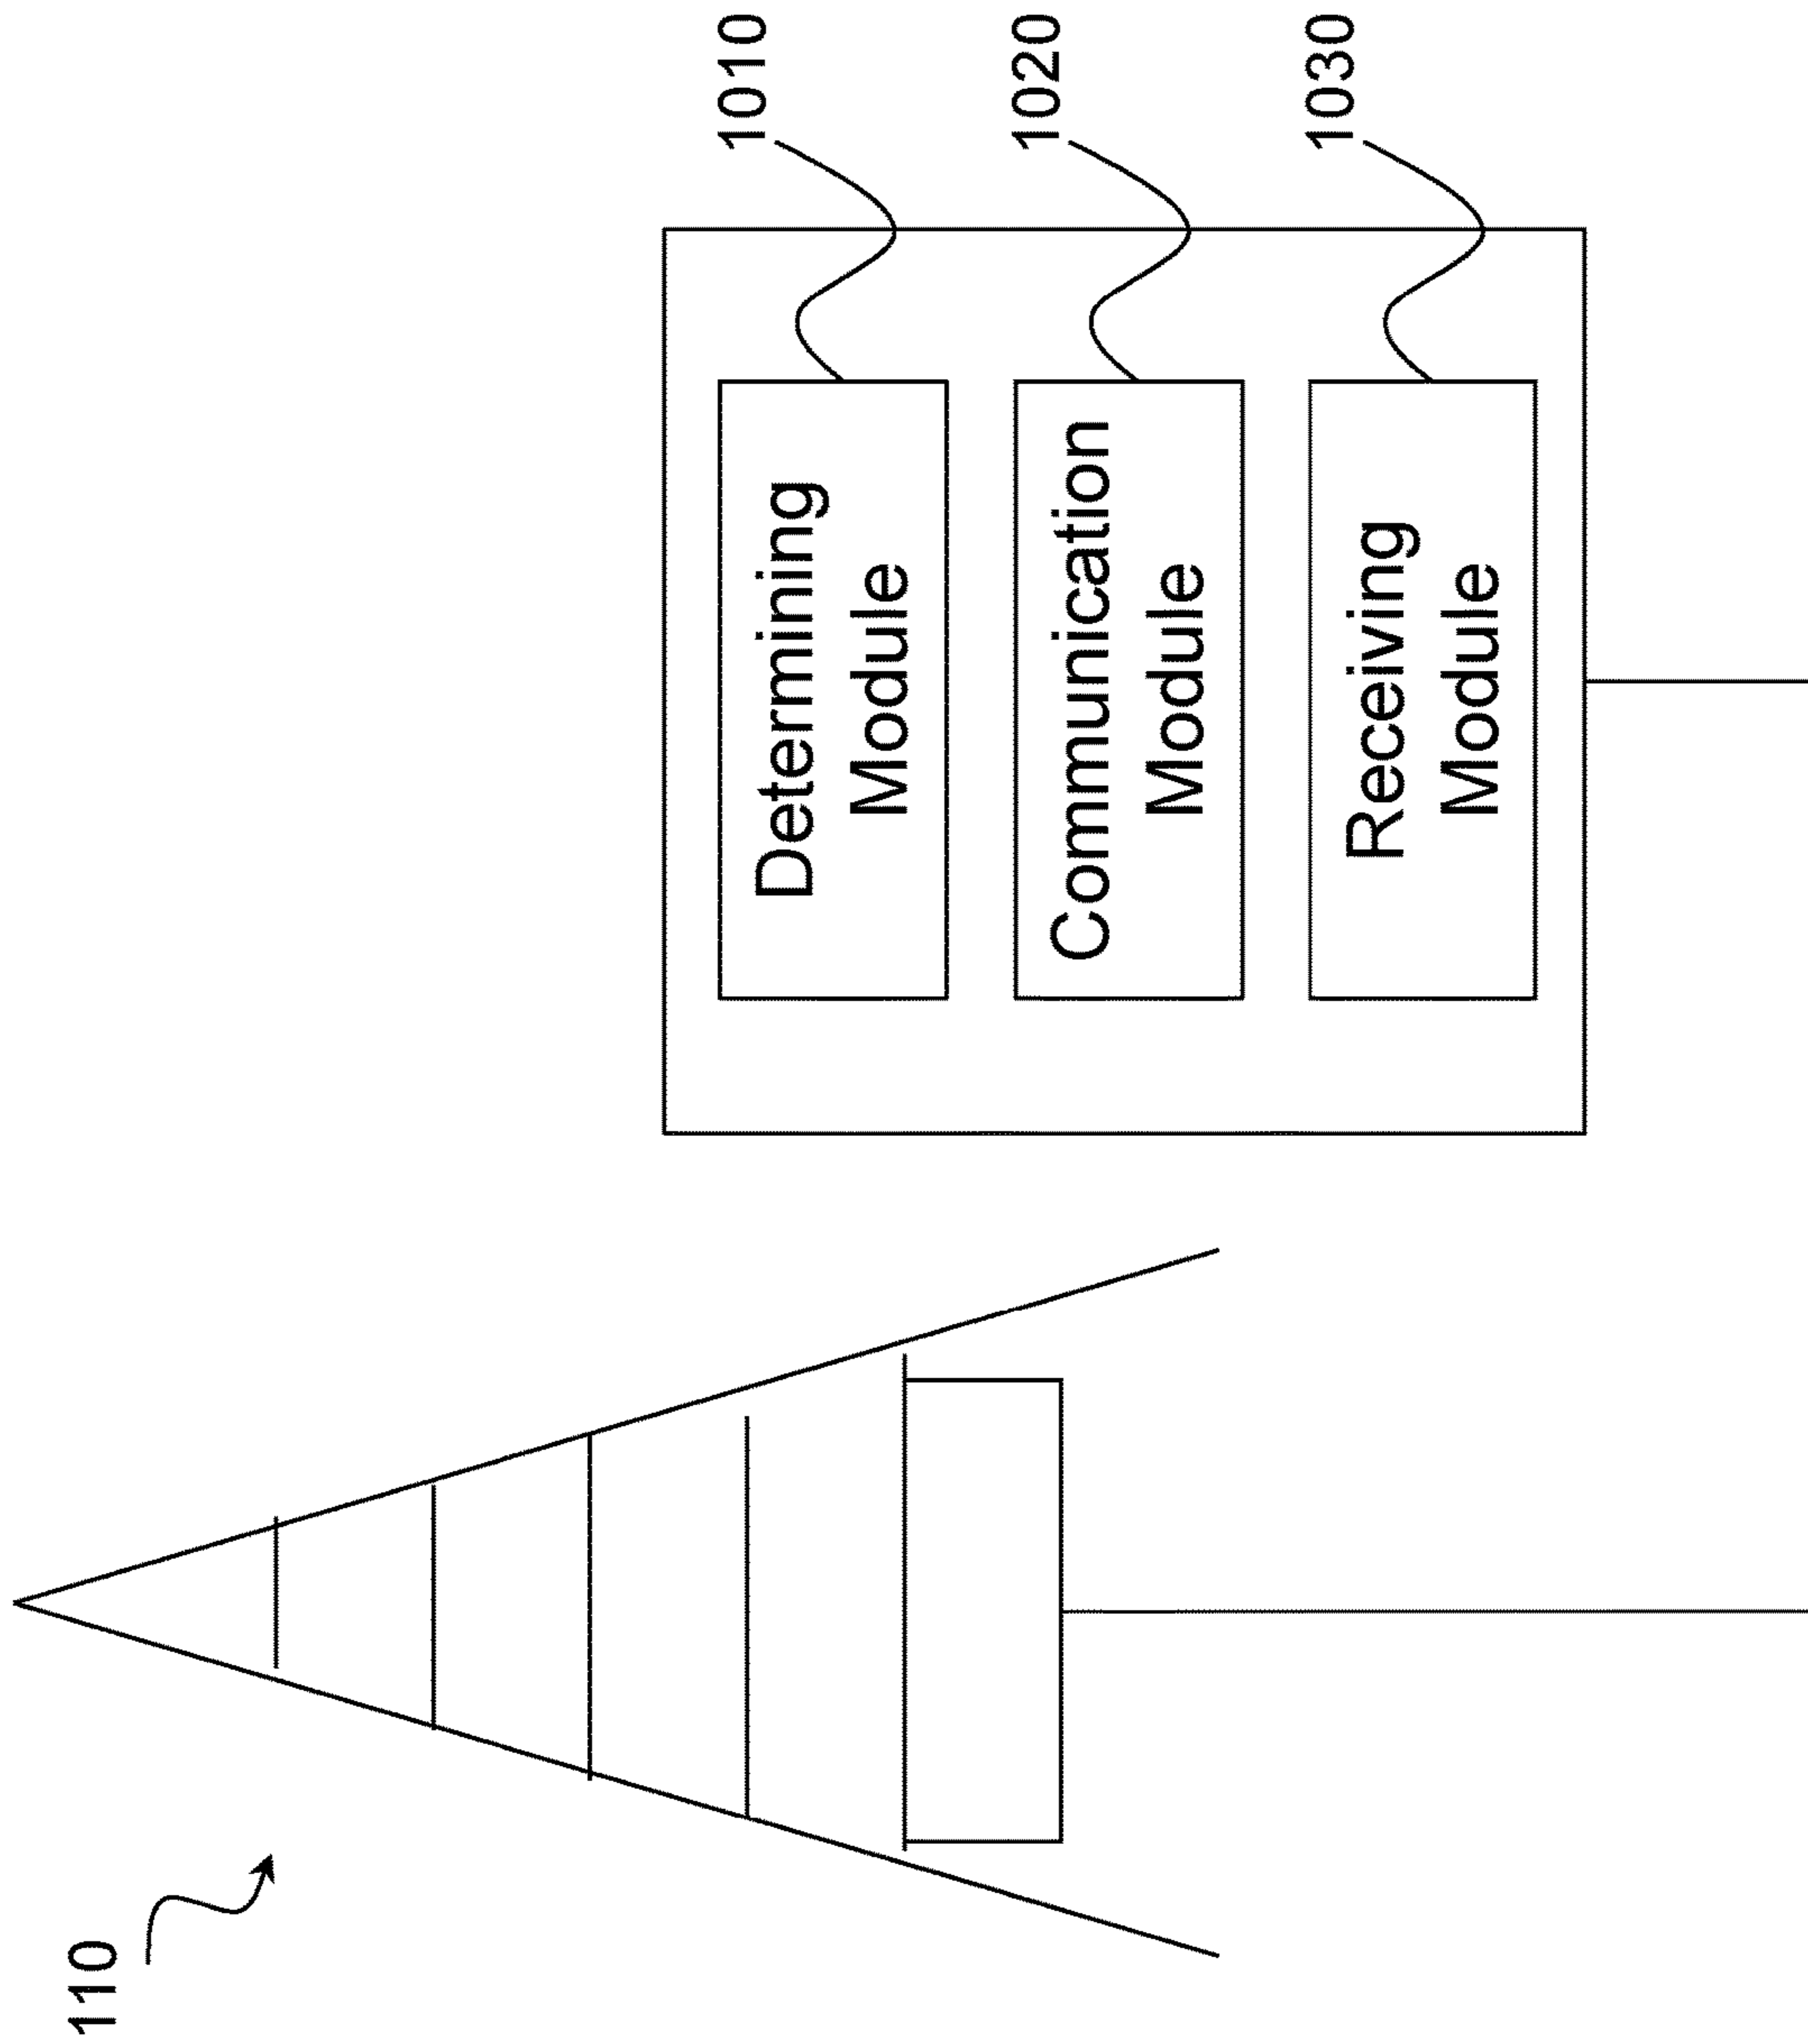 110
Determining
Module
1010
Communication
Module
1020
Receiving
Module
1030